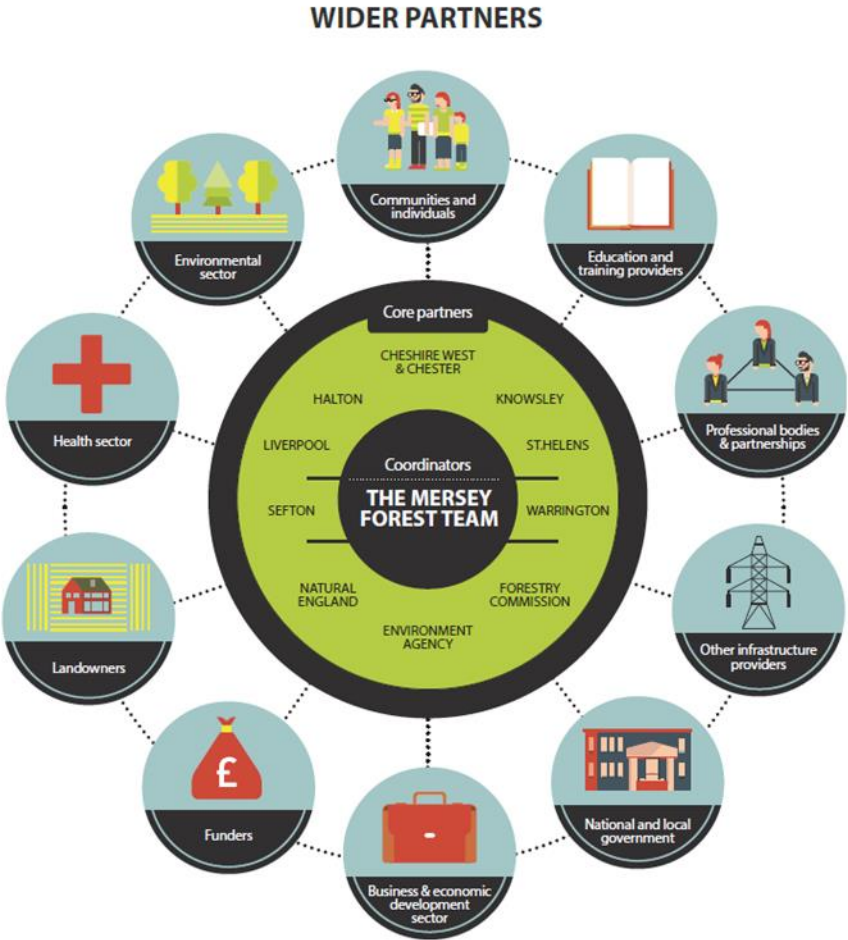 WIDER PARTNERS
Communities and
individuals
Education and
training providers
Professional bodies
& partnerships
Other infrastructure
providers
National and local
government
Business & economic
development
sector
£
Funders
Landowners
Health sector
Environmental
sector
Core partners
CHESHIRE WEST
& CHESTER
HALTON
KNOWSLEY
LIVERPOOL
ST.HELENS
SEFTON
WARRINGTON
NATURAL
ENGLAND
FORESTRY
COMMISSION
ENVIRONMENT
AGENCY
Coordinators
THE MERSEY
FOREST TEAM